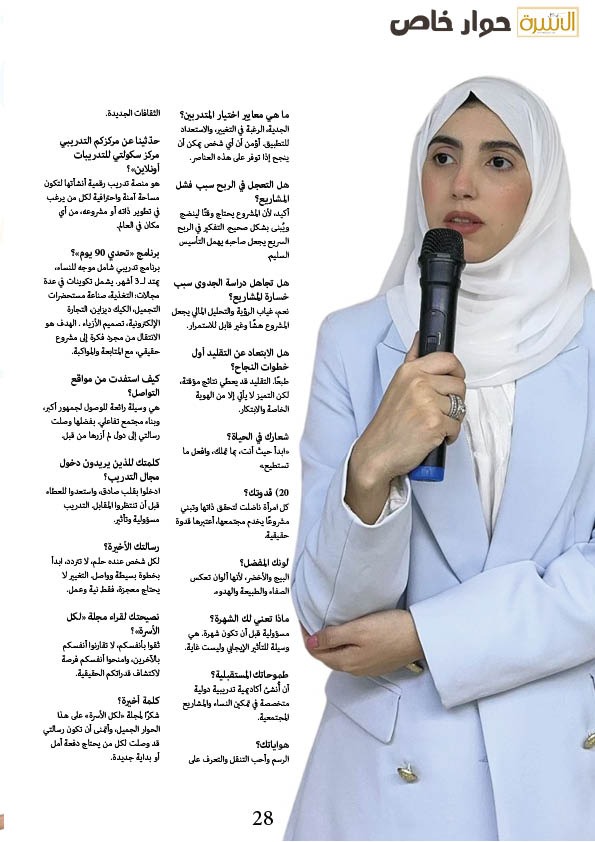 الأسرة
حوار خاص
ما هي معايير اختيار المتدربين؟
الجدية، الرغبة في التغيير، والاستعداد
للتطبيق. أؤمن أن أي شخص يمكن أن
ينجح إذا توفر على هذه العناصر.
هل التعجل في الربح سبب فشل
المشاريع؟
أكيد، لأن المشروع يحتاج وقتًا لينضج
ويُبنى بشكل صحيح. التفكير في الربح
السريع يجعل صاحبه يهمل التأسيس
السليم.
هل تجاهل دراسة الجدوى سبب
خسارة المشاريع؟
نعم، غياب الرؤية والتحليل المالي يجعل
المشروع هشًا وغير قابل للاستمرار.
هل الابتعاد عن التقليد أول
خطوات النجاح؟
طبعًا. التقليد قد يعطي نتائج مؤقتة،
لكن التميز لا يأتي إلا من الهوية
الخاصة والابتكار.
شعارك في الحياة؟
«ابدأ حيث أنت، بما تملك، وافعل ما
تستطيع»
20) قدوتك؟
كل امرأة ناضلت لتحقق ذاتها وتبني
مشروعًا يخدم مجتمعها، أعتبرها قدوة
حقيقية.
لونك المفضل؟
البيج والأخضر، لأنها ألوان تعكس
الصفاء والطبيعة والهدوء.
ماذا تعني لك الشهرة؟
مسؤولية قبل أن تكون شهرة. هي
وسيلة للتأثير الإيجابي وليست غاية.
طموحاتك المستقبلية؟
أن أُنشئ أكاديمية تدريبية دولية
متخصصة في تمكين النساء والمشاريع
المجتمعية.
هواياتك؟
الرسم وأحب التنقل والتعرف على
الثقافات الجديدة.
حدّثينا عن مركزكم التدريبي
مركز سكولتي للتدريبات
أونلاين»؟
هو منصة تدريب رقمية أنشأتها لتكون
مساحة آمنة واحترافية لكل من يرغب
في تطوير ذاته أو مشروعه، من أي
مكان في العالم.
برنامج «تحدي 90 يوم»؟
برنامج تدريبي شامل موجه للنساء،
يمتد لـ3 أشهر. يشمل تكوينات في عدة
مجالات: التغذية، صناعة مستحضرات
التجميل، الكيك ديزاين، التجارة
الإلكترونية، تصميم الأزياء . الهدف هو
الانتقال من مجرد فكرة إلى مشروع
حقيقي، مع المتابعة والمواكبة.
كيف استفدت من مواقع
التواصل؟
هي وسيلة رائعة للوصول لجمهور أكبر،
وبناء مجتمع تفاعلي. بفضلها وصلت
رسالتي إلى دول لم أزرها من قبل.
كلمتك للذين يريدون دخول
مجال التدريب؟
ادخلوا بقلب صادق، واستعدوا للعطاء
قبل أن تنتظروا المقابل. التدريب
مسؤولية وتأثير.
رسالتك الأخيرة؟
لكل شخص عنده حلم، لا تتردد، ابدأ
بخطوة بسيطة وواصل. التغيير لا
يحتاج معجزة، فقط نية وعمل.
نصيحتك لقراء مجلة «لكل
الأسرة»؟
ثقوا بأنفسكم، لا تقارنوا أنفسكم
بالآخرين، وامنحوا أنفسكم فرصة
لاكتشاف قدراتكم الحقيقية.
كلمة أخيرة؟
شكرًا لمجلة «لكل الأسرة» على هذا
الحوار الجميل، وأتمنى أن تكون رسالتي
قد وصلت لكل من يحتاج دفعة أمل
أو بداية جديدة.
28